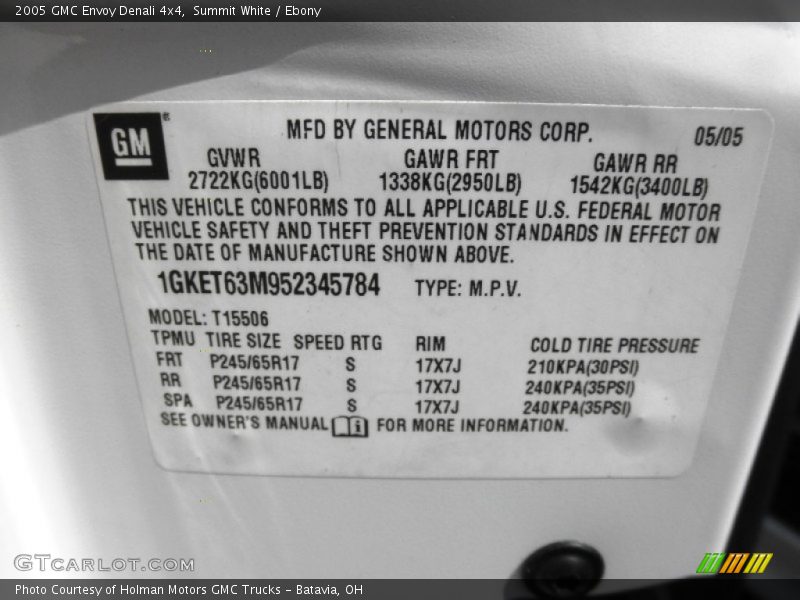 2005 GMC Envoy Denali 4x4, Summit White / Ebony
GM
MFD BY GENERAL MOTORS CORP. 05/05
GVWR GAWR FRT GAWR RR
2722KG(6001LB) 1338KG(2950LB) 1542KG(3400LB)
THIS VEHICLE CONFORMS TO ALL APPLICABLE U.S. FEDERAL MOTOR
VEHICLE SAFETY AND THEFT PREVENTION STANDARDS IN EFFECT ON
THE DATE OF MANUFACTURE SHOWN ABOVE.
1GKET63M952345784 TYPE: M.P.V.
MODEL: T15506
TPMU TIRE SIZE SPEED RTG RIM COLD TIRE PRESSURE
FRT P245/65R17 S 17X7J 210KPA(30PSI)
RR P245/65R17 S 17X7J 240KPA(35PSI)
SPA P245/65R17 S 17X7J 240KPA(35PSI)
SEE OWNER'S MANUAL i FOR MORE INFORMATION.
GTCARLOT.COM
Photo Courtesy of Holman Motors GMC Trucks - Batavia, OH